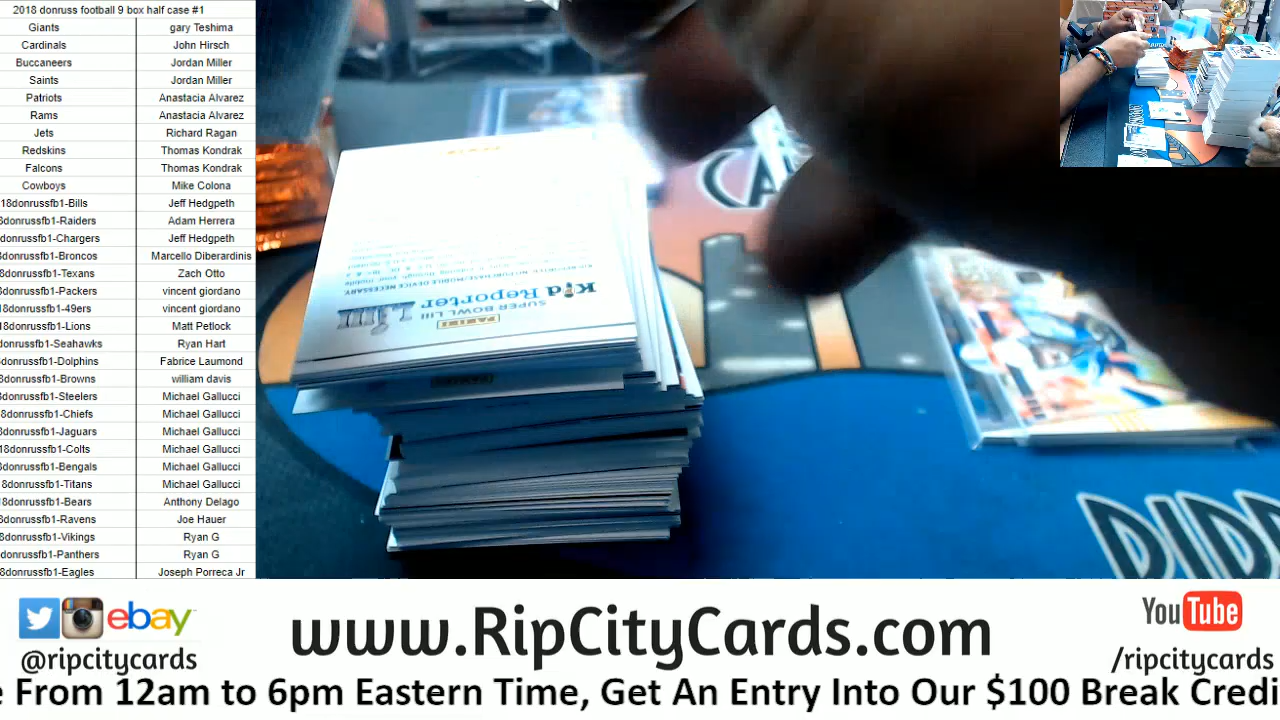 2018 donruss football 9 box half case #1
Giants gary Teshima
Cardinals John Hirsch
Buccaneers Jordan Miller
Saints Jordan Miller
Patriots Anastacia Alvarez
Rams Anastacia Alvarez
Jets Richard Ragan
Redskins Thomas Kondrak
Falcons Thomas Kondrak
Cowboys Mike Colona
18donrussfb1-Bills Jeff Hedgpeth
8donrussfb1-Raiders Adam Herrera
donrussfb1-Chargers Jeff Hedgpeth
donrussfb1-Broncos Marcello Diberardinis
8donrussfb1-Texans Zach Otto
8donrussfb1-Packers vincent giordano
18donrussfb1-49ers vincent giordano
18donrussfb1-Lions Matt Petlock
donrussfb1-Seahawks Ryan Hart
donrussfb1-Dolphins Fabrice Laumond
8donrussfb1-Browns william davis
8donrussfb1-Steelers Michael Gallucci
8donrussfb1-Chiefs Michael Gallucci
8donrussfb1-Jaguars Michael Gallucci
18donrussfb1-Colts Michael Gallucci
8donrussfb1-Bengals Michael Gallucci
18donrussfb1-Titans Michael Gallucci
18donrussfb1-Bears Anthony Delago
8donrussfb1-Ravens Joe Hauer
8donrussfb1-Vikings Ryan G
donrussfb1-Panthers Ryan G
8donrussfb1-Eagles Joseph Porreca Jr
PANINI
SUPER BOWL LIII
Kid Reporter
CA
RIPP
ebay
@ripcitycards
www.RipCityCards.com
YouTube
/ripcitycards
e From 12am to 6pm Eastern Time, Get An Entry Into Our $100 Break Credi